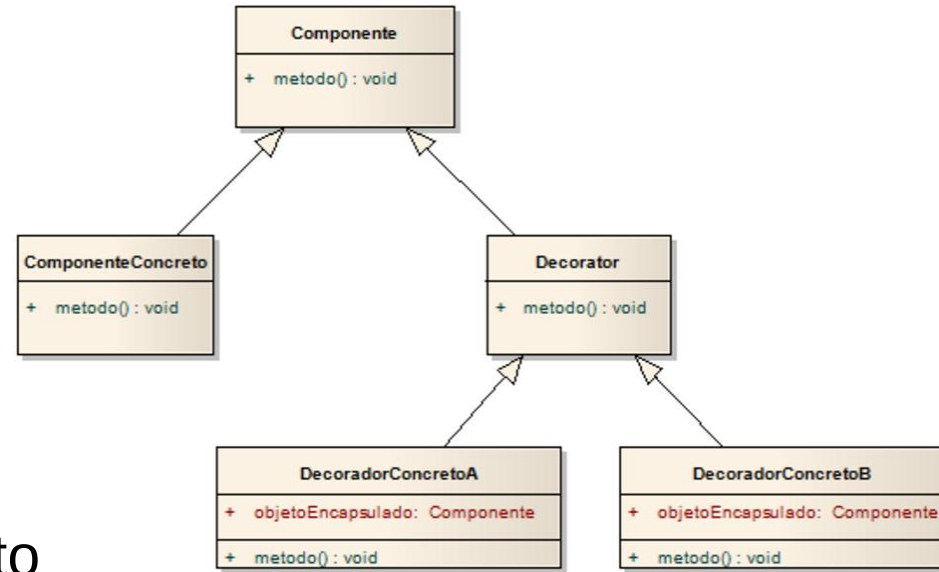 Componente
+ metodo() : void
ComponenteConcreto
+ metodo() : void
Decorator
+ metodo() : void
DecoradorConcretoA
+ objetoEncapsulado: Componente
+ metodo() : void
DecoradorConcretoB
+ objetoEncapsulado: Componente
+ metodo() : void
to